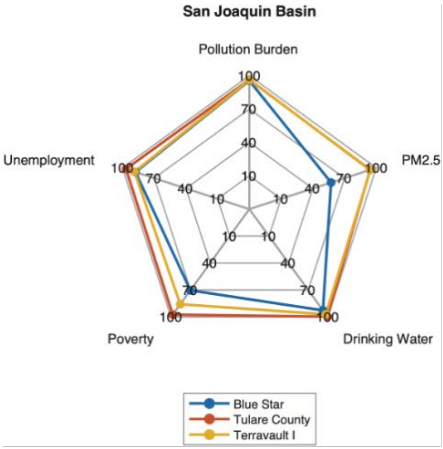 San Joaquin Basin
Pollution Burden
100
70
40
10
Unemployment
100
70
40
10
10
40
70
100
PM2.5
10
10
40
40
70
70
100
100
Poverty
Drinking Water
Blue Star
Tulare County
Terravault I